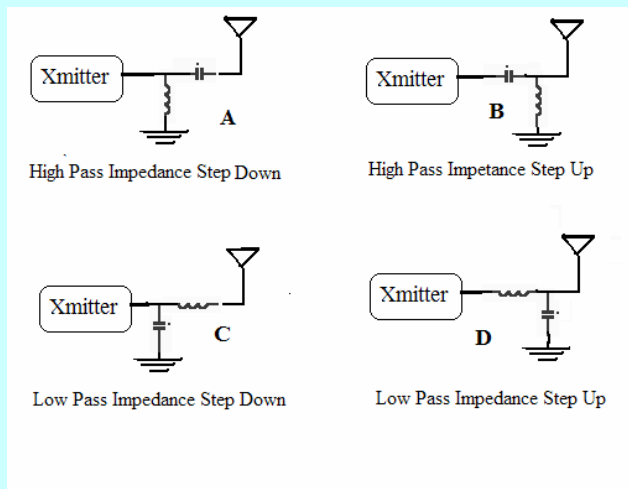 Xmitter
A
High Pass Impedance Step Down
Xmitter
B
High Pass Impetance Step Up
Xmitter
C
Low Pass Impedance Step Down
Xmitter
D
Low Pass Impedance Step Up